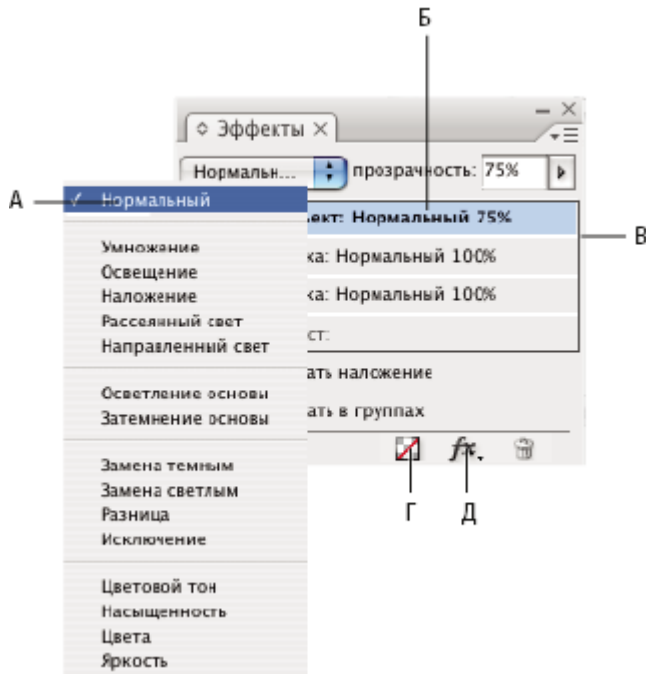 Б
Эффекты
Нормальн... прозрачность: 75%
А
Нормальный
ект: Нормальный 75%
В
Умножение
ка: Нормальный 100%
Освещение
Наложение
ка: Нормальный 100%
Рассеянный свет
ст:
Направленный свет
ать наложение
Осветление основы
ать в группах
Затемнение основы
fx.
Замена темным
Замена светлым
Г Д
Разница
Исключение
Цветовой тон
Насыщенность
Цвета
Яркость